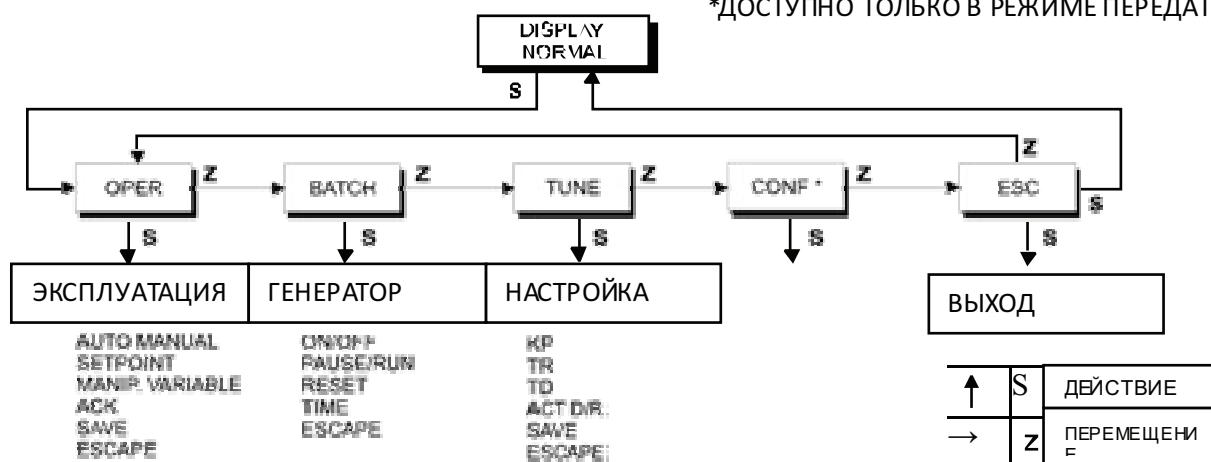 *ДОСТУПНО ТОЛЬКО В РЕЖИМЕ ПЕРЕДАТ
DISPLAY
NORMAL
S
Z
OPER Z BATCH Z TUNE Z CONF * Z ESC
S
S S S S S
ЭКСПЛУАТАЦИЯ ГЕНЕРАТОР НАСТРОЙКА
ВЫХОД
AUTO MANUAL
SETPOINT
MANIP. VARIABLE
ACK
SAVE
ESCAPE
ON/OFF
PAUSE/RUN
RESET
TIME
ESCAPE
KP
TR
TD
ACT D/R
SAVE
ESCAPE
↑ S ДЕЙСТВИЕ
→ Z ПЕРЕМЕЩЕНИ
Е